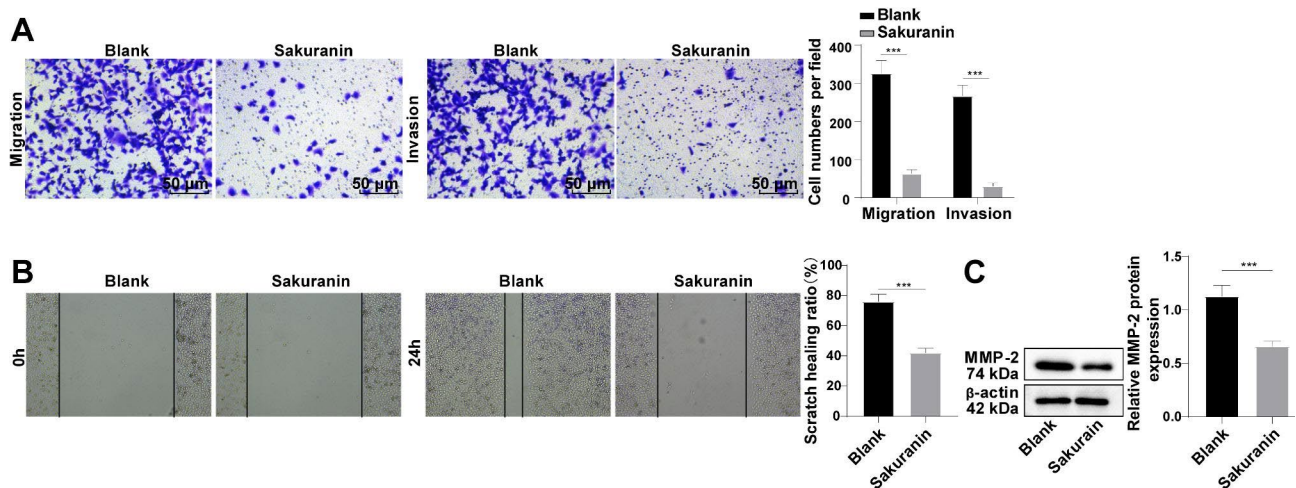 A
Blank
Sakuranin
Blank
Sakuranin
Migration
50 μm
50 μm
Invasion
50 μm
50 μm
Blank
Sakuranin
Cell numbers per field
400
300
200
100
0
***
***
Migration
Invasion
B
Blank
Sakuranin
Blank
Sakuranin
0h
24h
Scratch healing ratio (%)
100
80
60
40
20
0
***
Blank
Sakuranin
C
MMP-2
74 kDa
β-actin
42 kDa
Blank
Sakurain
Relative MMP-2 protein
expression
1.5
1.0
0.5
0.0
***
Blank
Sakuranin